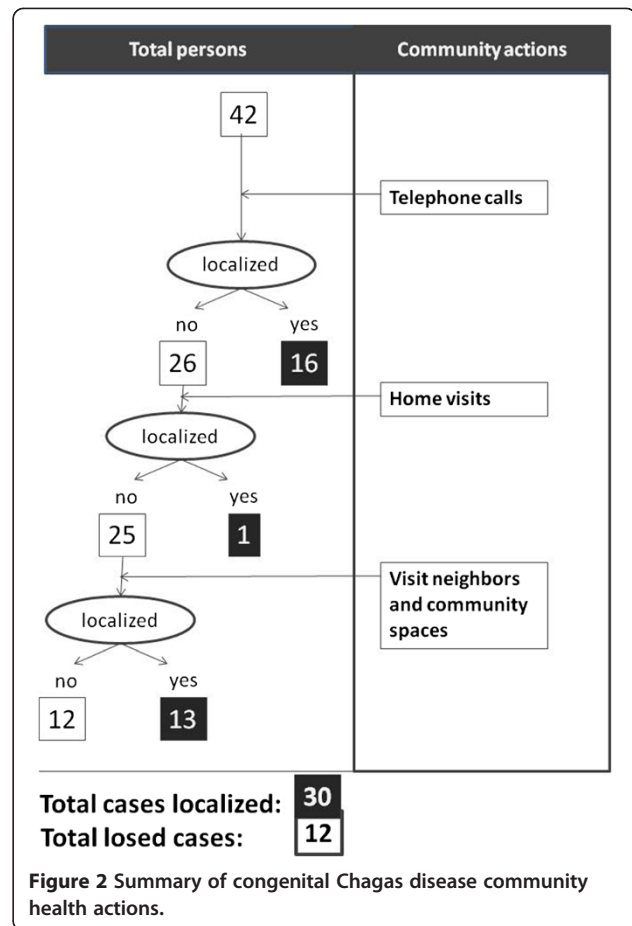 Total persons
Community actions
42
Telephone calls
localized
no
yes
26
16
Home visits
localized
no
yes
25
1
Visit neighbors
and community
spaces
localized
no
yes
12
13
Total cases localized: 30
Total losed cases: 12
Figure 2 Summary of congenital Chagas disease community
health actions.